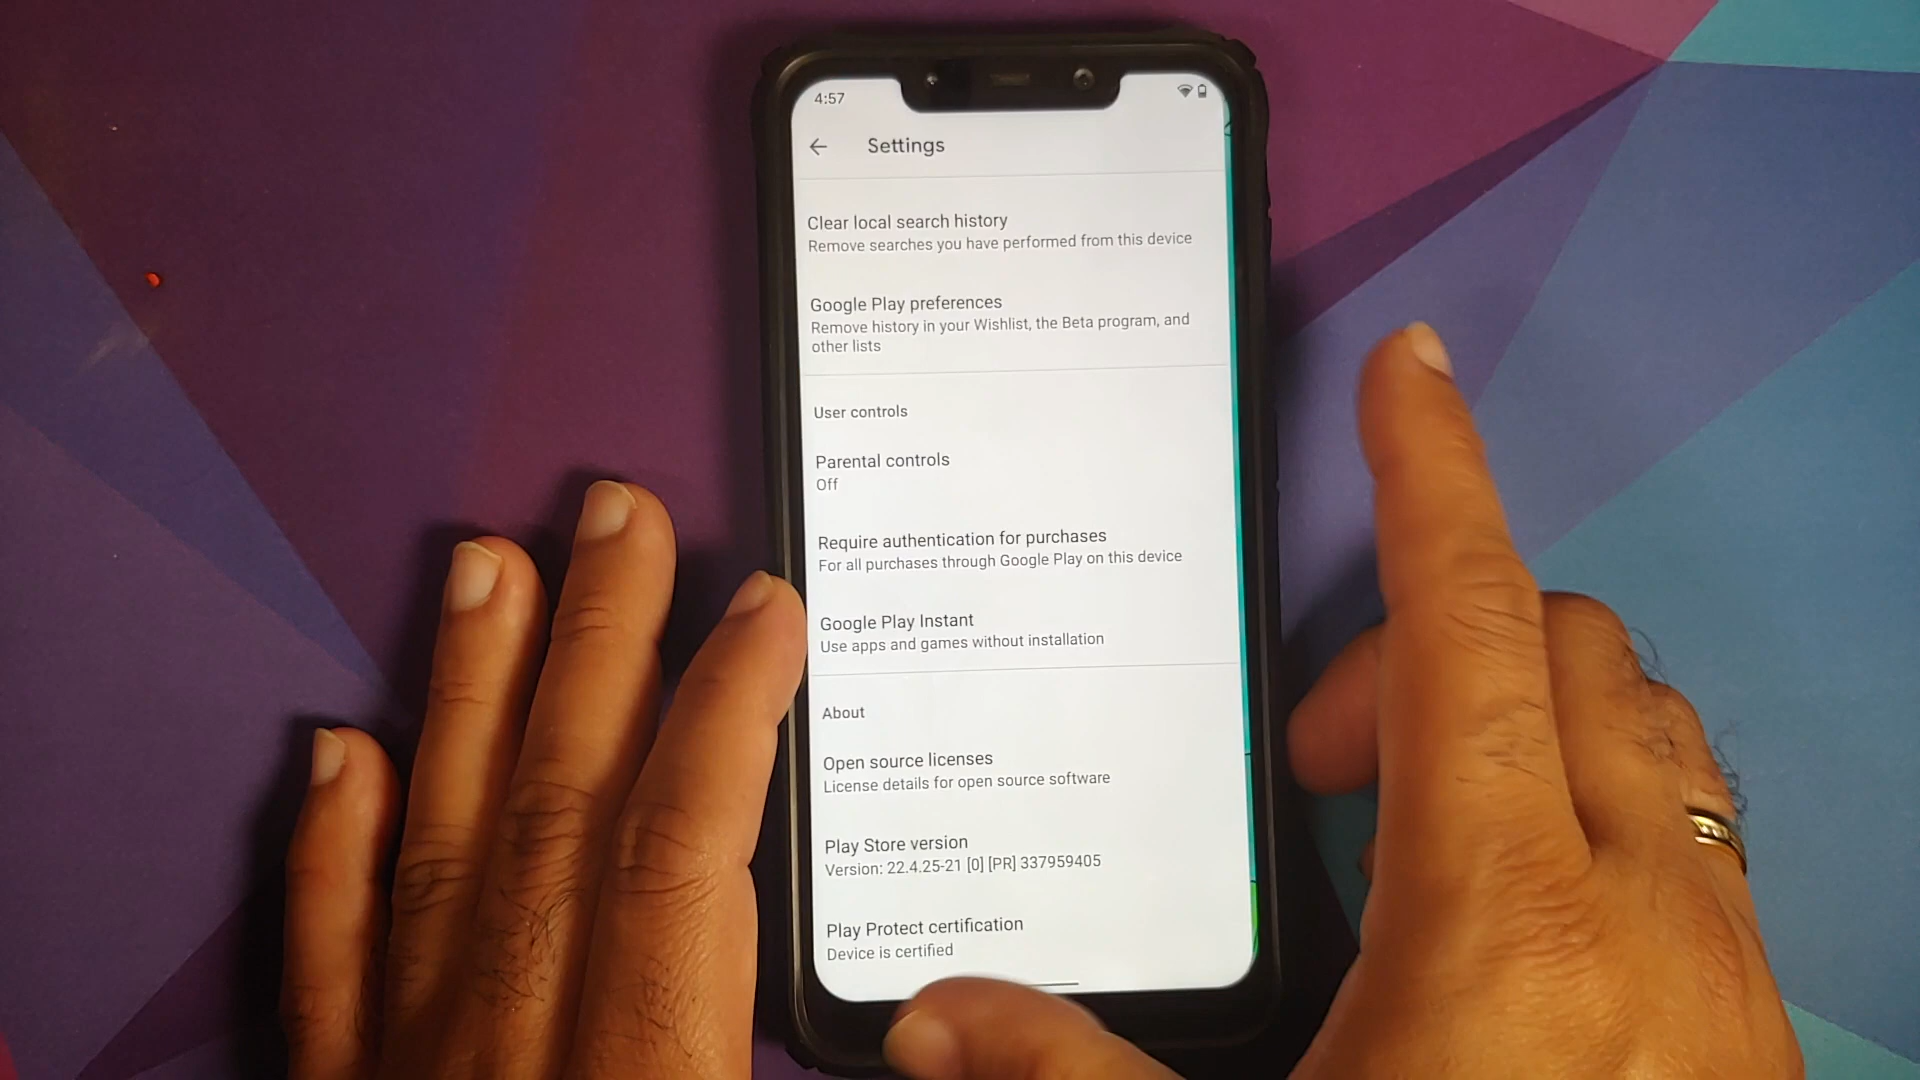 4:57
Settings
Clear local search history
Remove searches you have performed from this device
Google Play preferences
Remove history in your Wishlist, the Beta program, and
other lists
User controls
Parental controls
Off
Require authentication for purchases
For all purchases through Google Play on this device
Google Play Instant
Use apps and games without installation
About
Open source licenses
License details for open source software
Play Store version
Version: 22.4.25-21 [0] [PR] 337959405
Play Protect certification
Device is certified